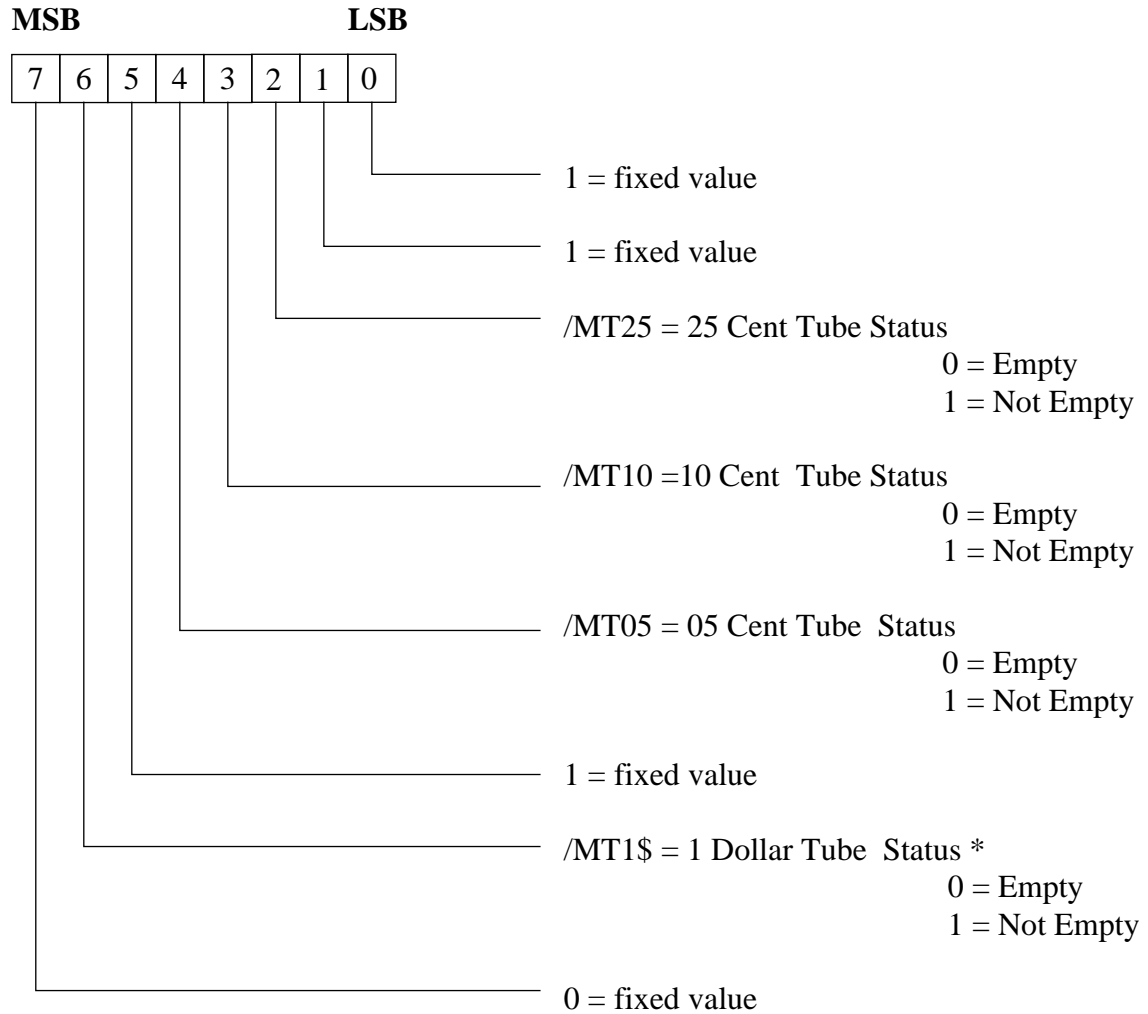 MSB LSB
7 6 5 4 3 2 1 0
1 = fixed value
1 = fixed value
/MT25 = 25 Cent Tube Status
0 = Empty
1 = Not Empty
/MT10 =10 Cent Tube Status
0 = Empty
1 = Not Empty
/MT05 = 05 Cent Tube Status
0 = Empty
1 = Not Empty
1 = fixed value
/MT1$ = 1 Dollar Tube Status *
0 = Empty
1 = Not Empty
0 = fixed value